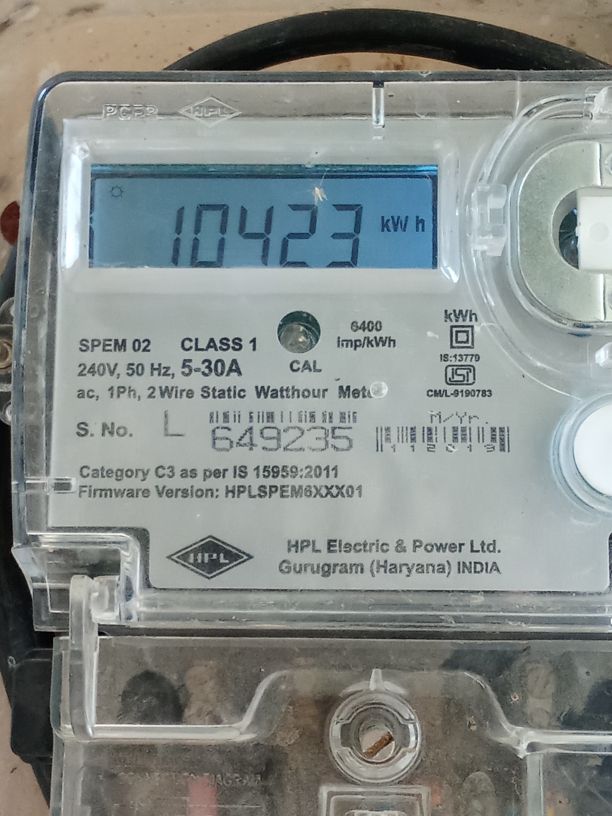 HPL
10423 kWh
SPEM 02 CLASS 1
240V, 50 Hz, 5-30A
CAL
6400
imp/kWh
kWh
IS:13779
CM/L-9190783
ac, 1Ph, 2 Wire Static Watthour
S. No. L 649235
M/Yr.
112019
Category C3 as per IS 15959:2011
Firmware Version: HPLSPEM6XXX01
HPL
HPL Electric & Power Ltd.
Gurugram (Haryana) INDIA